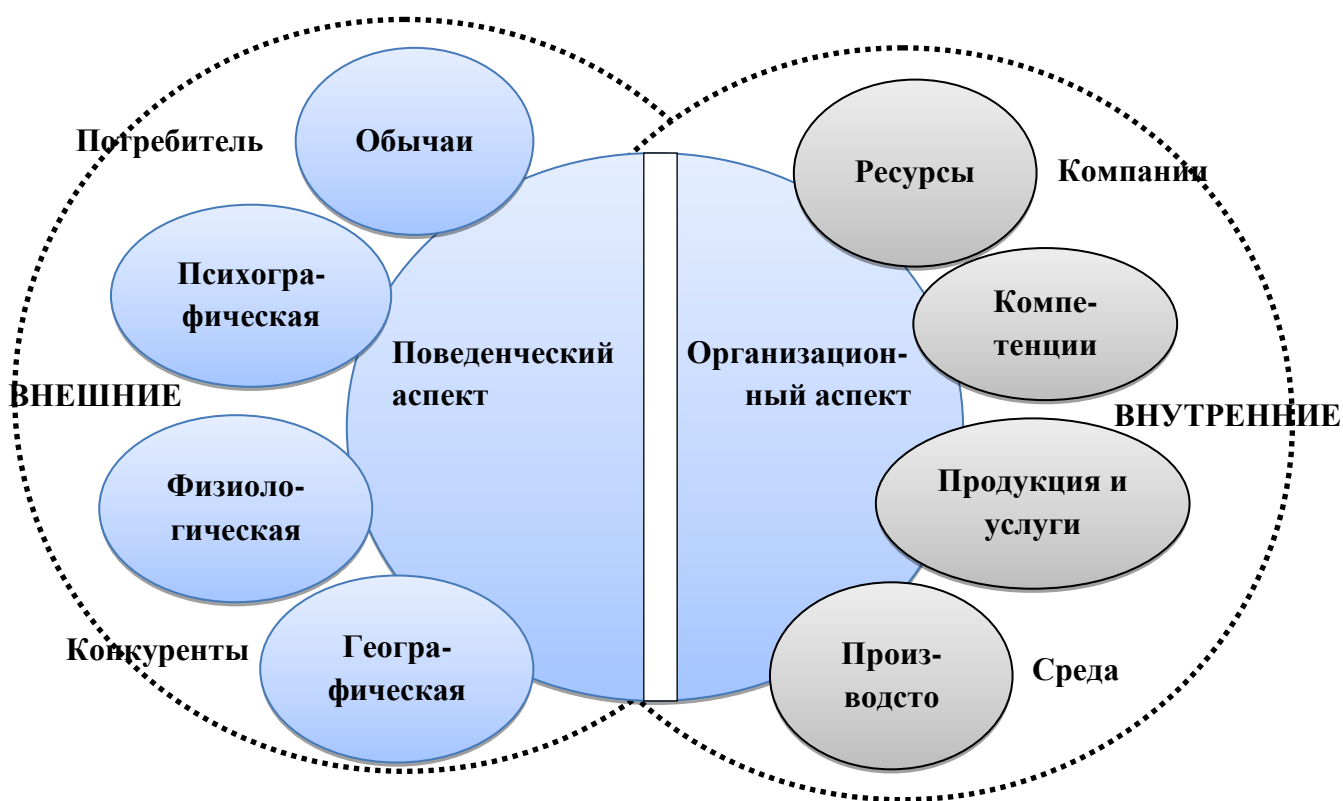 Потребитель
Обычаи
Психогра-
фическая
ВНЕШНИЕ
Физиоло-
гическая
Конкуренты
Геогра-
фическая
Поведенческий
аспект
Организацион-
ный аспект
Ресурсы
Компании
Компе-
тенции
ВНУТРЕННИЕ
Продукция и
услуги
Произ-
водсто
Среда